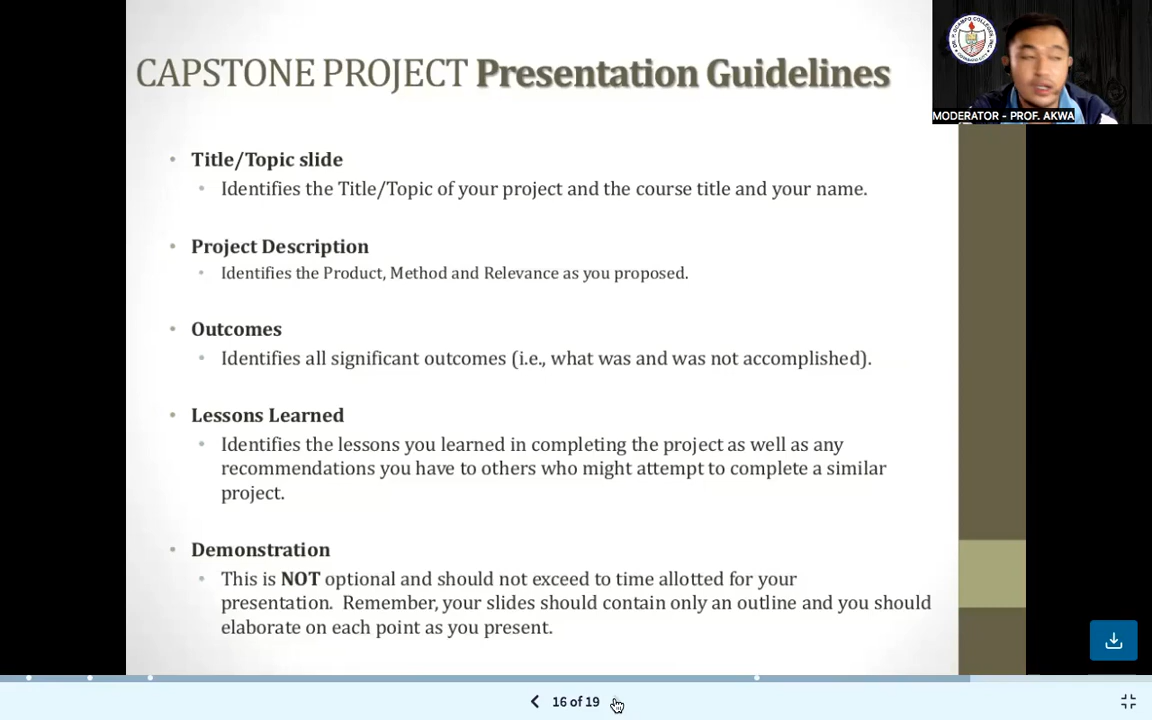 CAPSTONE PROJECT Presentation Guidelines
MODERATOR - PROF. AKWA
• Title/Topic slide
• Identifies the Title/Topic of your project and the course title and your name.
• Project Description
• Identifies the Product, Method and Relevance as you proposed.
• Outcomes
• Identifies all significant outcomes (i.e., what was and was not accomplished).
• Lessons Learned
• Identifies the lessons you learned in completing the project as well as any
recommendations you have to others who might attempt to complete a similar
project.
• Demonstration
• This is NOT optional and should not exceed to time allotted for your
presentation.  Remember, your slides should contain only an outline and you should
elaborate on each point as you present.
16 of 19